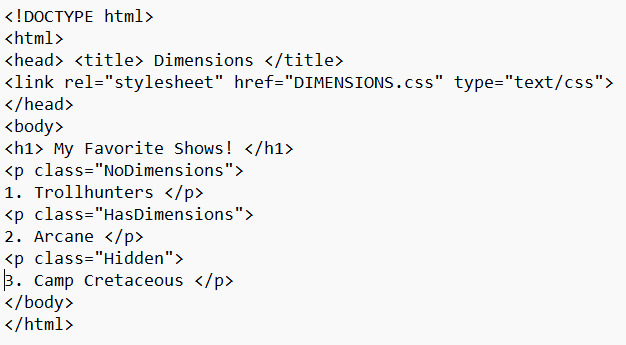 <!DOCTYPE html>
<html>
<head> <title> Dimensions </title>
<link rel="stylesheet" href="DIMENSIONS.css" type="text/css">
</head>
<body>
<h1> My Favorite Shows! </h1>
<p class="NoDimensions">
1. Trollhunters </p>
<p class="HasDimensions">
2. Arcane </p>
<p class="Hidden">
3. Camp Cretaceous </p>
</body>
</html>